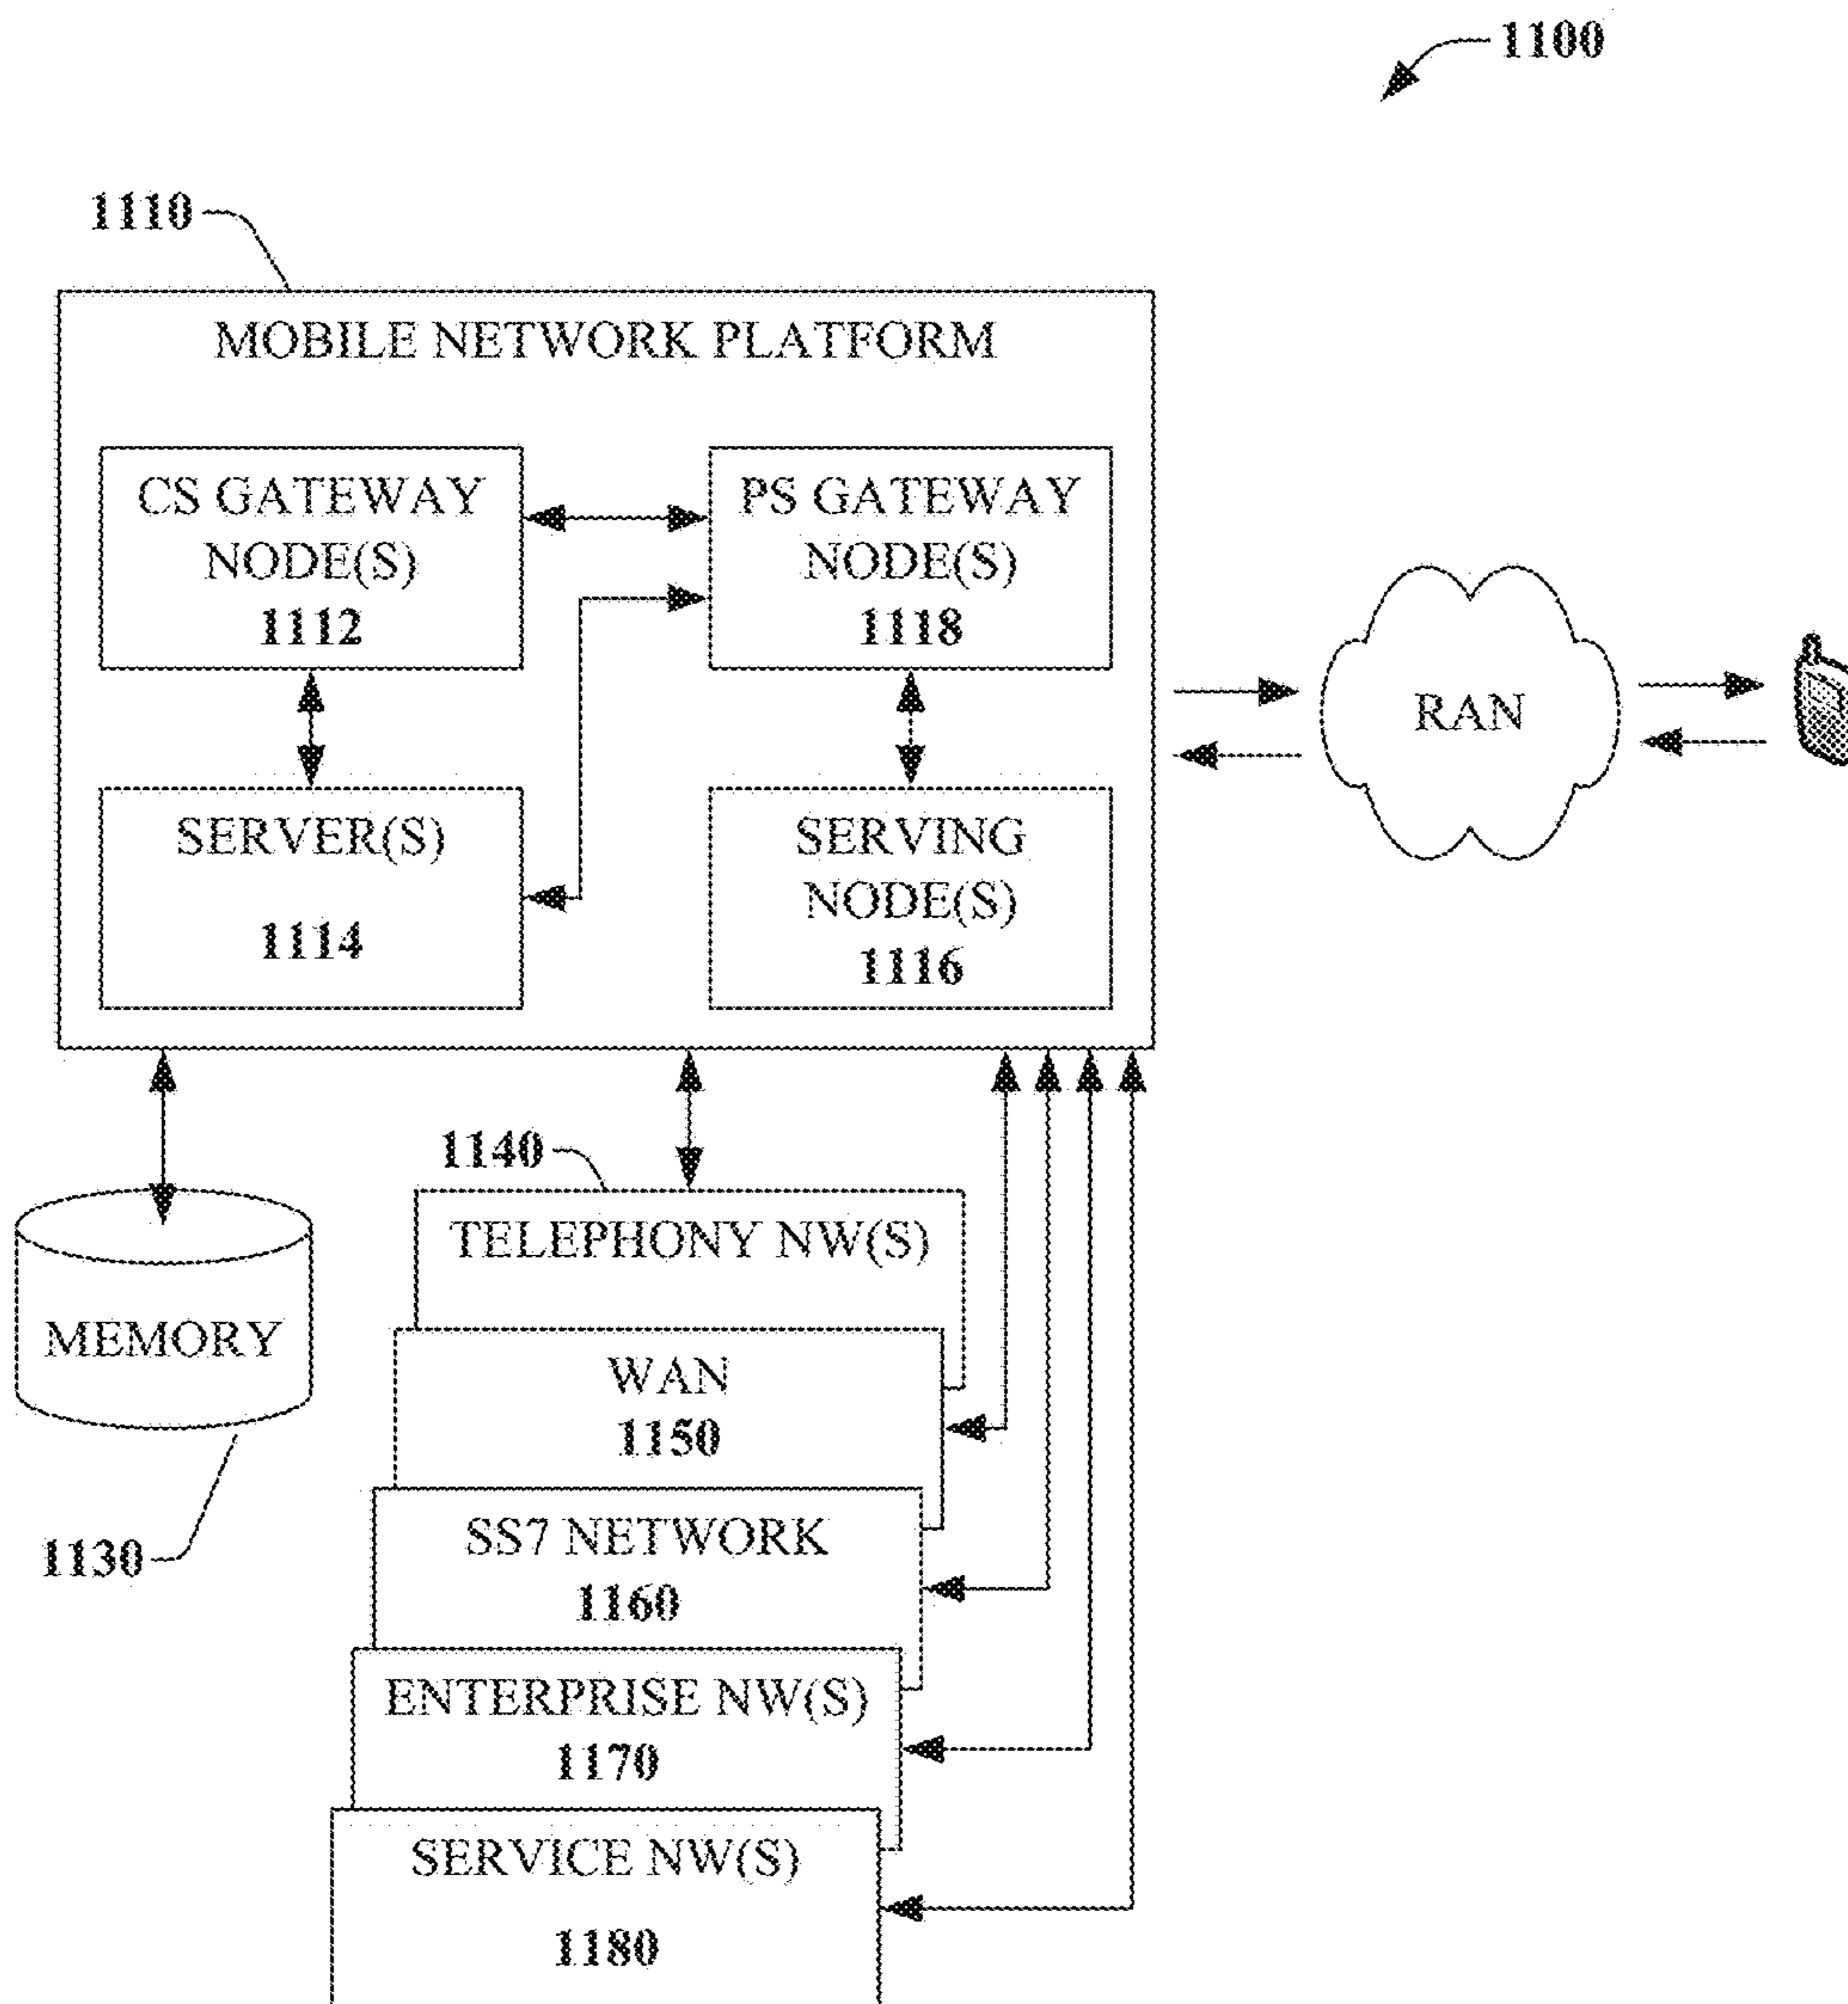 1100
1110
MOBILE NETWORK PLATFORM
CS GATEWAY
NODE(S)
1112
PS GATEWAY
NODE(S)
1118
SERVER(S)
1114
SERVING
NODE(S)
1116
RAN
1140
TELEPHONY NW(S)
MEMORY
1130
WAN
1150
SS7 NETWORK
1160
ENTERPRISE NW(S)
1170
SERVICE NW(S)
1180